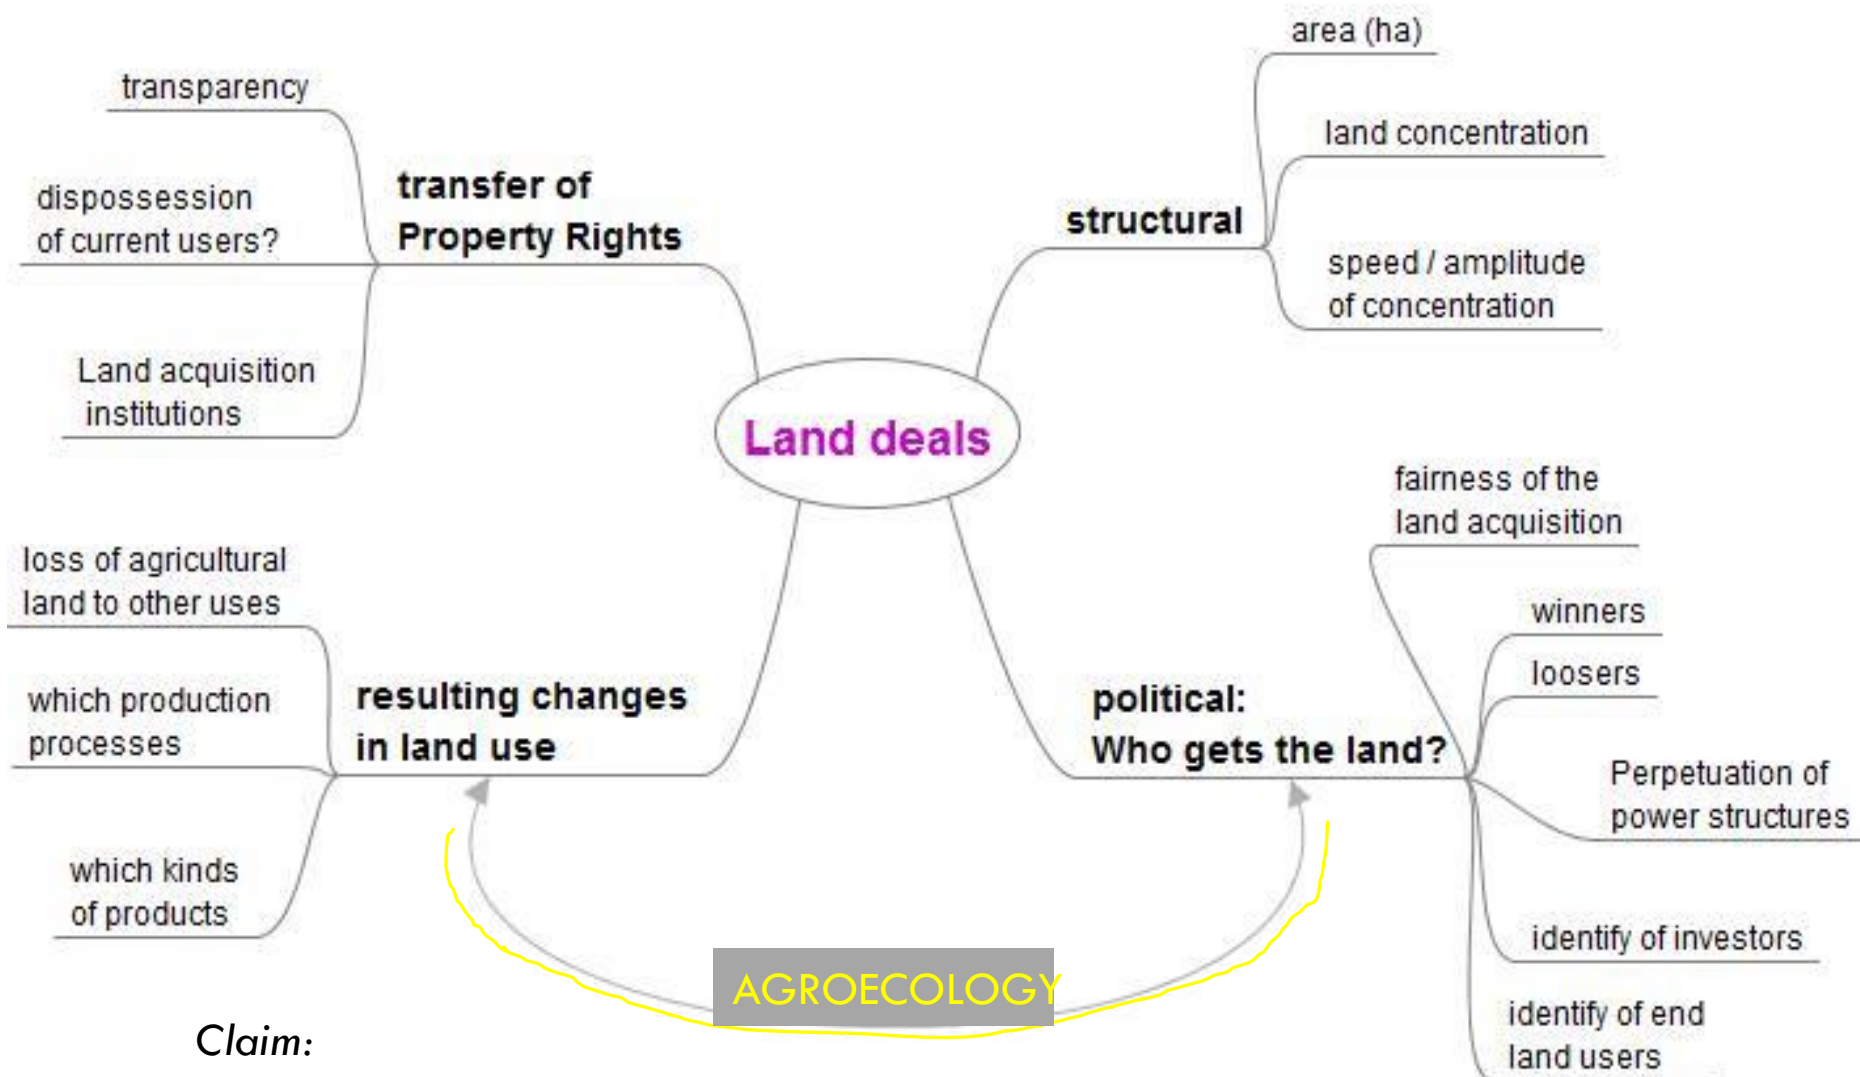 transparency
dispossession
of current users?
Land acquisition
institutions
transfer of
Property Rights
area (ha)
land concentration
speed / amplitude
of concentration
structural
Land deals
loss of agricultural
land to other uses
which production
processes
which kinds
of products
resulting changes
in land use
political:
Who gets the land?
fairness of the
land acquisition
winners
loosers
Perpetuation of
power structures
identify of investors
identify of end
land users
AGROECOLOGY
Claim: